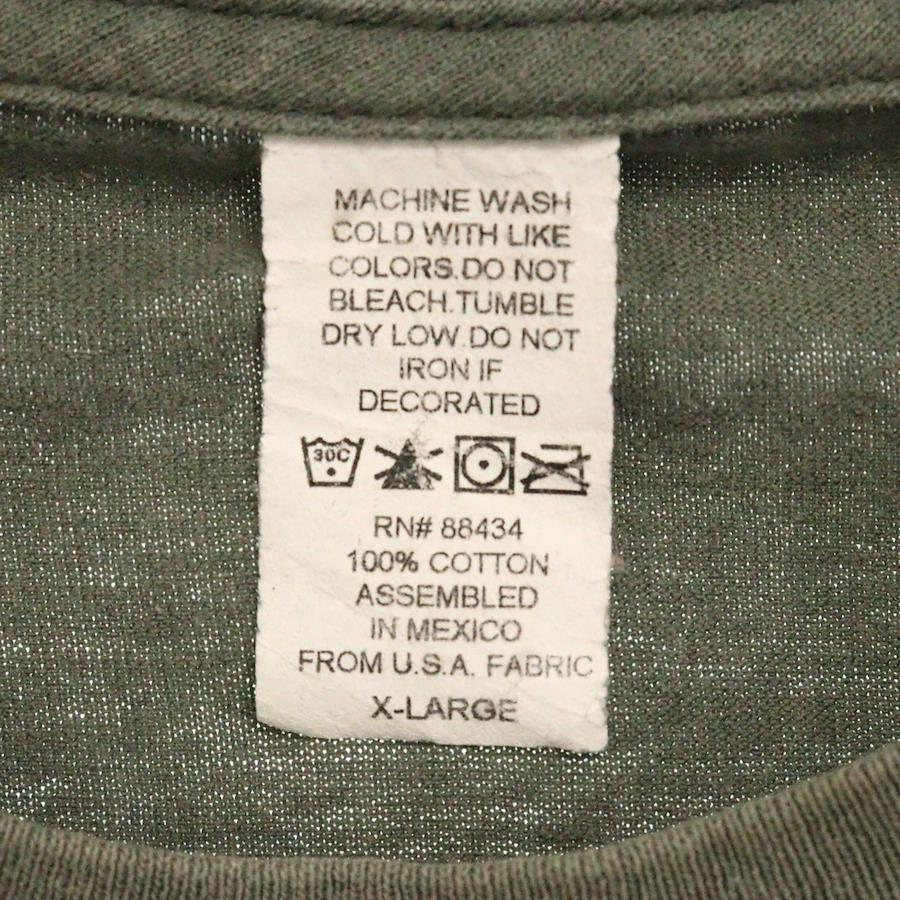 MACHINE WASH
COLD WITH LIKE
COLORS.DO NOT
BLEACH.TUMBLE
DRY LOW.DO NOT
IRON IF
DECORATED
30C
RN# 88434
100% COTTON
ASSEMBLED
IN MEXICO
FROM U.S.A. FABRIC
X-LARGE